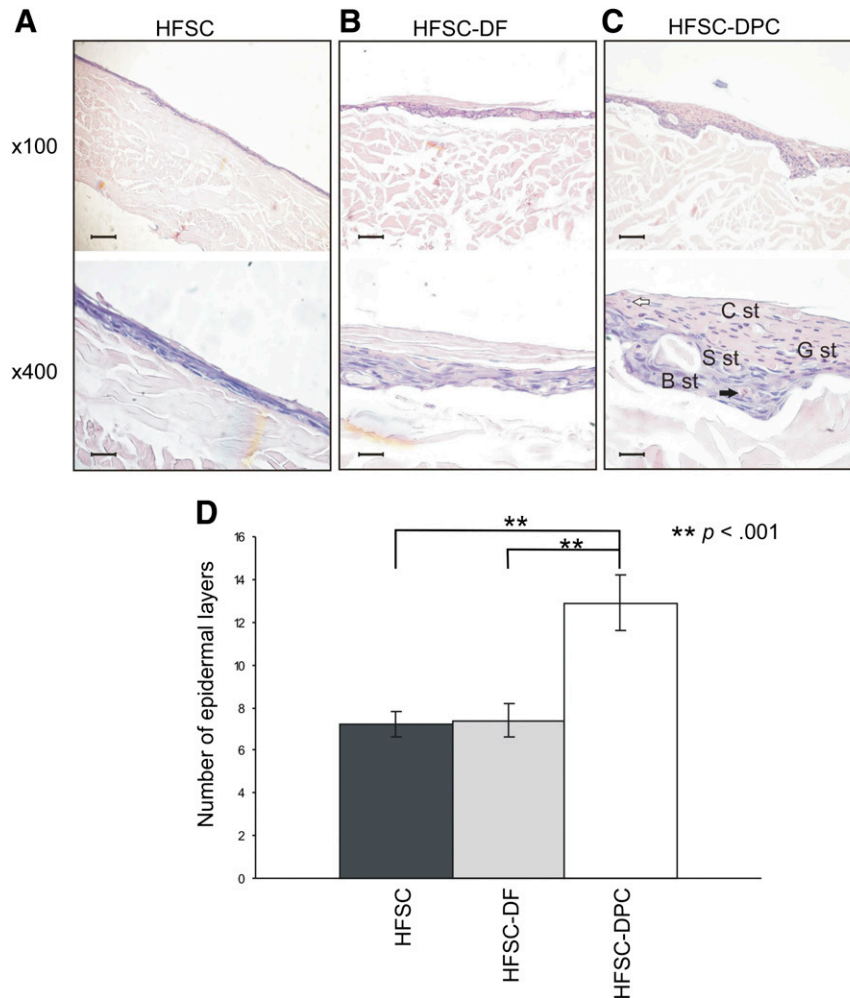 A HFSC
B HFSC-DF
C HFSC-DPC
x100
x400
C st
G st
S st
B st
D
** p < .001
**
**
Number of epidermal layers
16
14
12
10
8
6
4
2
0
HFSC
HFSC-DF
HFSC-DPC